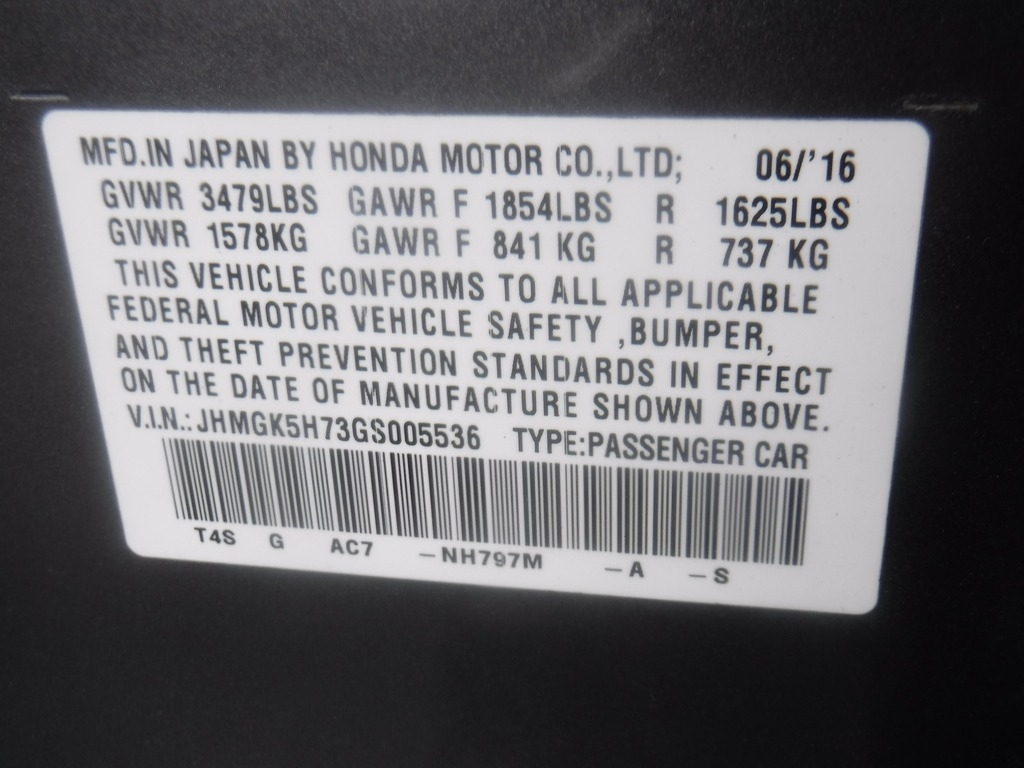 MFD.IN JAPAN BY HONDA MOTOR CO.,LTD; 06/'16
GVWR 3479LBS GAWR F 1854LBS R 1625LBS
GVWR 1578KG GAWR F 841 KG R 737 KG
THIS VEHICLE CONFORMS TO ALL APPLICABLE
FEDERAL MOTOR VEHICLE SAFETY ,BUMPER,
AND THEFT PREVENTION STANDARDS IN EFFECT
ON THE DATE OF MANUFACTURE SHOWN ABOVE.
V.I.N.: JHMGK5H73GS005536 TYPE:PASSENGER CAR
T4S G AC7 -NH797M -A -S